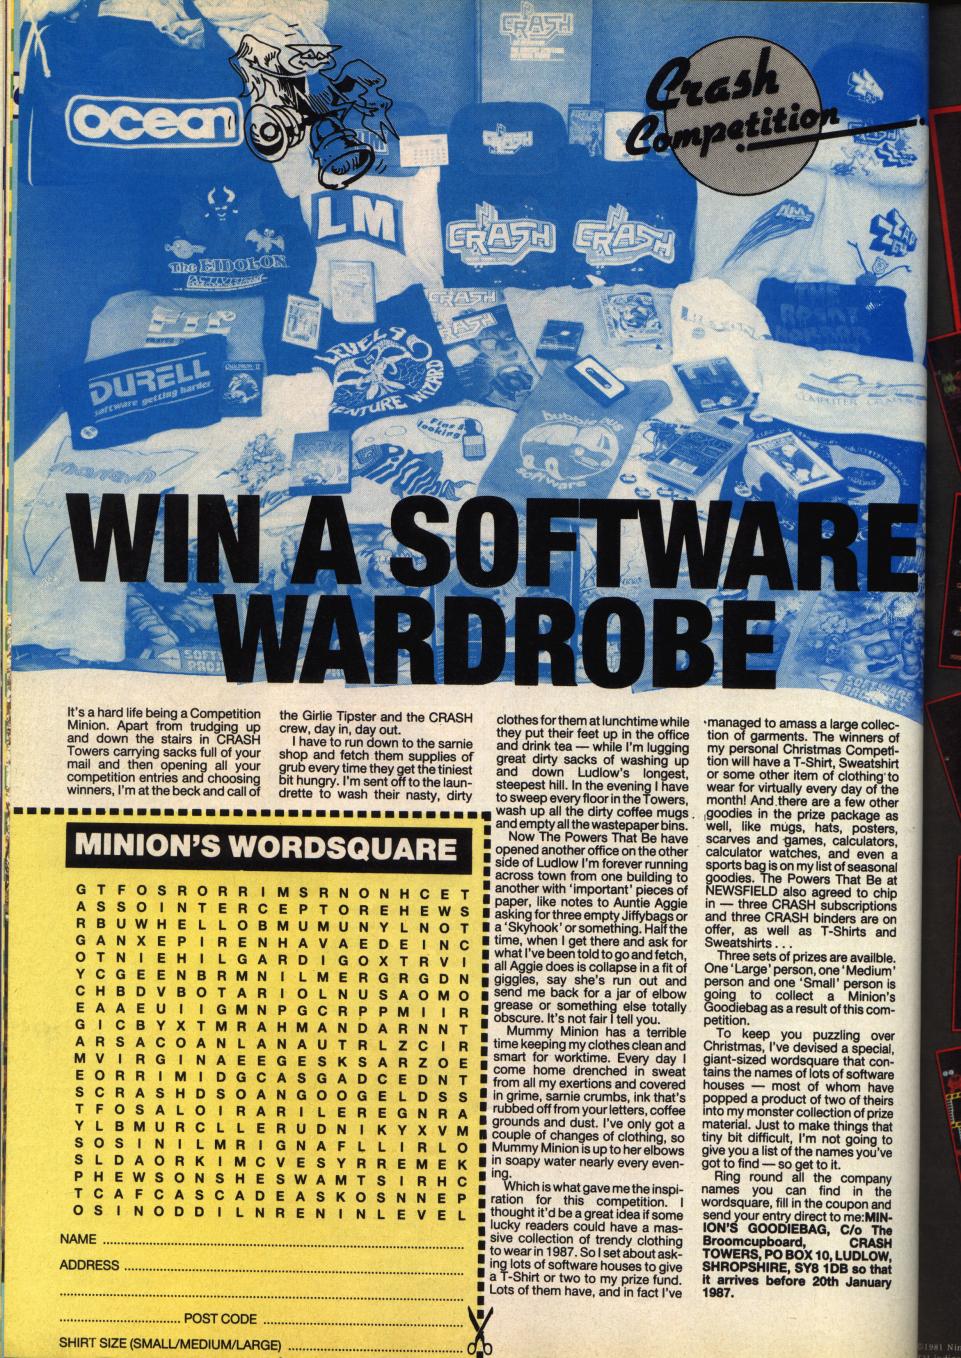 CRASH
Crash
Competition
ocean
LM
CRASH
CRASH
The EIDOLON
CRASH
CRASH
DURELL
software getting harder
LEVEL 9
ADVENTURE WIZARD
bubble bus
software
WIN A SOFTWARE
WARDROBE
It's a hard life being a Competition
Minion. Apart from trudging up
and down the stairs in CRASH
Towers carrying sacks full of your
mail and then opening all your
competition entries and choosing
winners, I'm at the beck and call of
the Girlie Tipster and the CRASH
crew, day in, day out.
I have to run down to the sarnie
shop and fetch them supplies of
grub every time they get the tiniest
bit hungry. I'm sent off to the laun-
drette to wash their nasty, dirty
clothes for them at lunchtime while
they put their feet up in the office
and drink tea — while I'm lugging
great dirty sacks of washing up
and down Ludlow's longest,
steepest hill. In the evening I have
to sweep every floor in the Towers,
wash up all the dirty coffee mugs
and empty all the wastepaper bins.
Now The Powers That Be have
opened another office on the other
side of Ludlow I'm forever running
across town from one building to
another with 'important' pieces of
paper, like notes to Auntie Aggie
asking for three empty Jiffybags or
a 'Skyhook' or something. Half the
time, when I get there and ask for
what I've been told to go and fetch,
all Aggie does is collapse in a fit of
giggles, say she's run out and
send me back for a jar of elbow
grease or something else totally
obscure. It's not fair I tell you.
Mummy Minion has a terrible
time keeping my clothes clean and
smart for worktime. Every day I
come home drenched in sweat
from all my exertions and covered
in grime, sarnie crumbs, ink that's
rubbed off from your letters, coffee
grounds and dust. I've only got a
couple of changes of clothing, so
Mummy Minion is up to her elbows
in soapy water nearly every even-
ing.
Which is what gave me the inspi-
ration for this competition. I
thought it'd be a great idea if some
lucky readers could have a mas-
sive collection of trendy clothing
to wear in 1987. So I set about ask-
ing lots of software houses to give
a T-Shirt or two to my prize fund.
Lots of them have, and in fact I've
managed to amass a large collec-
tion of garments. The winners of
my personal Christmas Competi-
tion will have a T-Shirt, Sweatshirt
or some other item of clothing to
wear for virtually every day of the
month! And there are a few other
goodies in the prize package as
well, like mugs, hats, posters,
scarves and games, calculators,
calculator watches, and even a
sports bag is on my list of seasonal
goodies. The Powers That Be at
NEWSFIELD also agreed to chip
in — three CRASH subscriptions
and three CRASH binders are on
offer, as well as T-Shirts and
Sweatshirts . . .
Three sets of prizes are availble.
One 'Large' person, one 'Medium'
person and one 'Small' person is
going to collect a Minion's
Goodiebag as a result of this com-
petition.
To keep you puzzling over
Christmas, I've devised a special,
giant-sized wordsquare that con-
tains the names of lots of software
houses — most of whom have
popped a product of two of theirs
into my monster collection of prize
material. Just to make things that
tiny bit difficult, I'm not going to
give you a list of the names you've
got to find — so get to it.
Ring round all the company
names you can find in the
wordsquare, fill in the coupon and
send your entry direct to me:MIN-
ION'S GOODIEBAG, C/o The
Broomcupboard, CRASH
TOWERS, PO BOX 10, LUDLOW,
SHROPSHIRE, SY8 1DB so that
it arrives before 20th January
1987.
MINION'S WORDSQUARE
G T F O S R O R R I M S R N O N H C E T
A S S O I N T E R C E P T O R E H E W S
R B U W H E L L O B M U M U N Y L N O T
G A N X E P I R E N H A V A E D E I N C
O T N I E H I L G A R D I G O X T R V I
Y C G E E N B R M N I L M E R G R G D N
C H B D V B O T A R I O L N U S A O M O
E A A E U I I G M N P G C R P P M I I R
G I C B Y X T M R A H M A N D A R N N T
A R S A C O A N L A N A U T R L Z C I R
M V I R G I N A E E G E S K S A R Z O E
E O R R I M I D G C A S G A D C E D N T
S C R A S H D S O A N G O O G E L D S S
T F O S A L O I R A R I L E R E G N R A
Y L B M U R C L L E R U D N I K Y X V M
S O S I N I L M R I G N A F L L I R L O
S L D A O R K I M C V E S Y R R E M E K
P H E W S O N S H E S W A M T S I R H C
T C A F C A S C A D E A S K O S N N E P
O S I N O D D I L N R E N I N L E V E L
NAME
ADDRESS
POST CODE
SHIRT SIZE (SMALL/MEDIUM/LARGE)